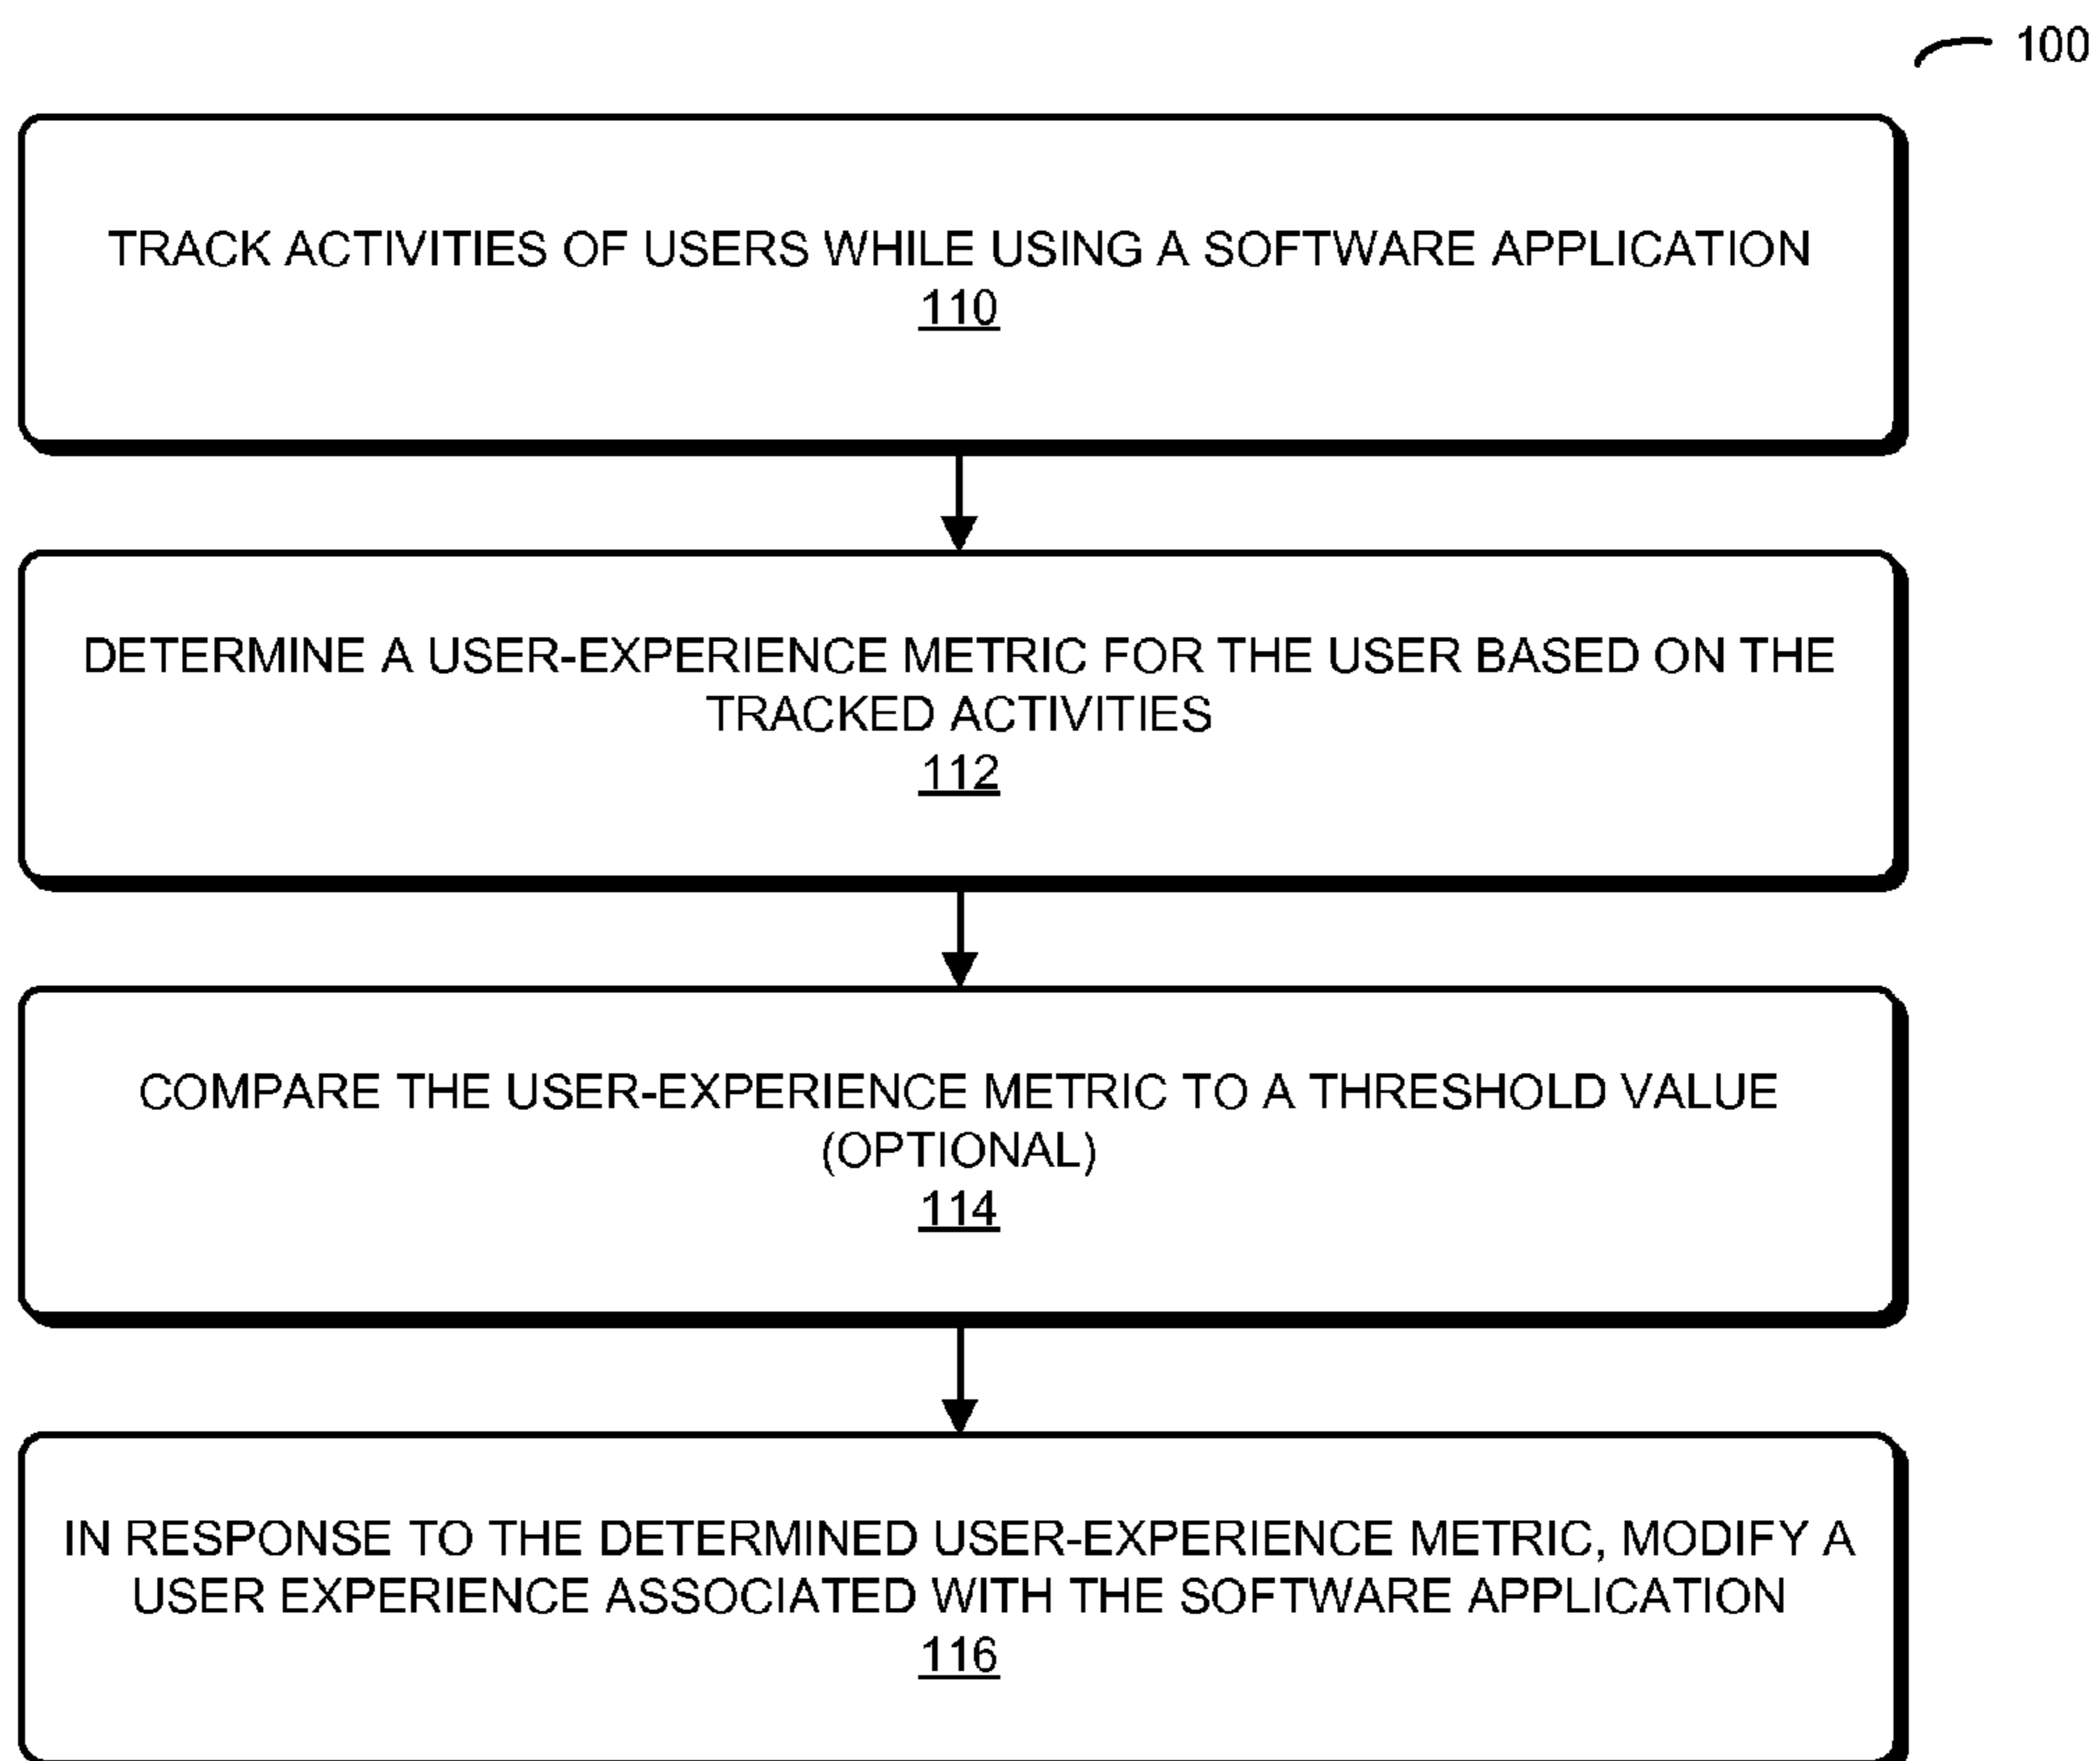 100
TRACK ACTIVITIES OF USERS WHILE USING A SOFTWARE APPLICATION
110
DETERMINE A USER-EXPERIENCE METRIC FOR THE USER BASED ON THE
TRACKED ACTIVITIES
112
COMPARE THE USER-EXPERIENCE METRIC TO A THRESHOLD VALUE
(OPTIONAL)
114
IN RESPONSE TO THE DETERMINED USER-EXPERIENCE METRIC, MODIFY A
USER EXPERIENCE ASSOCIATED WITH THE SOFTWARE APPLICATION
116